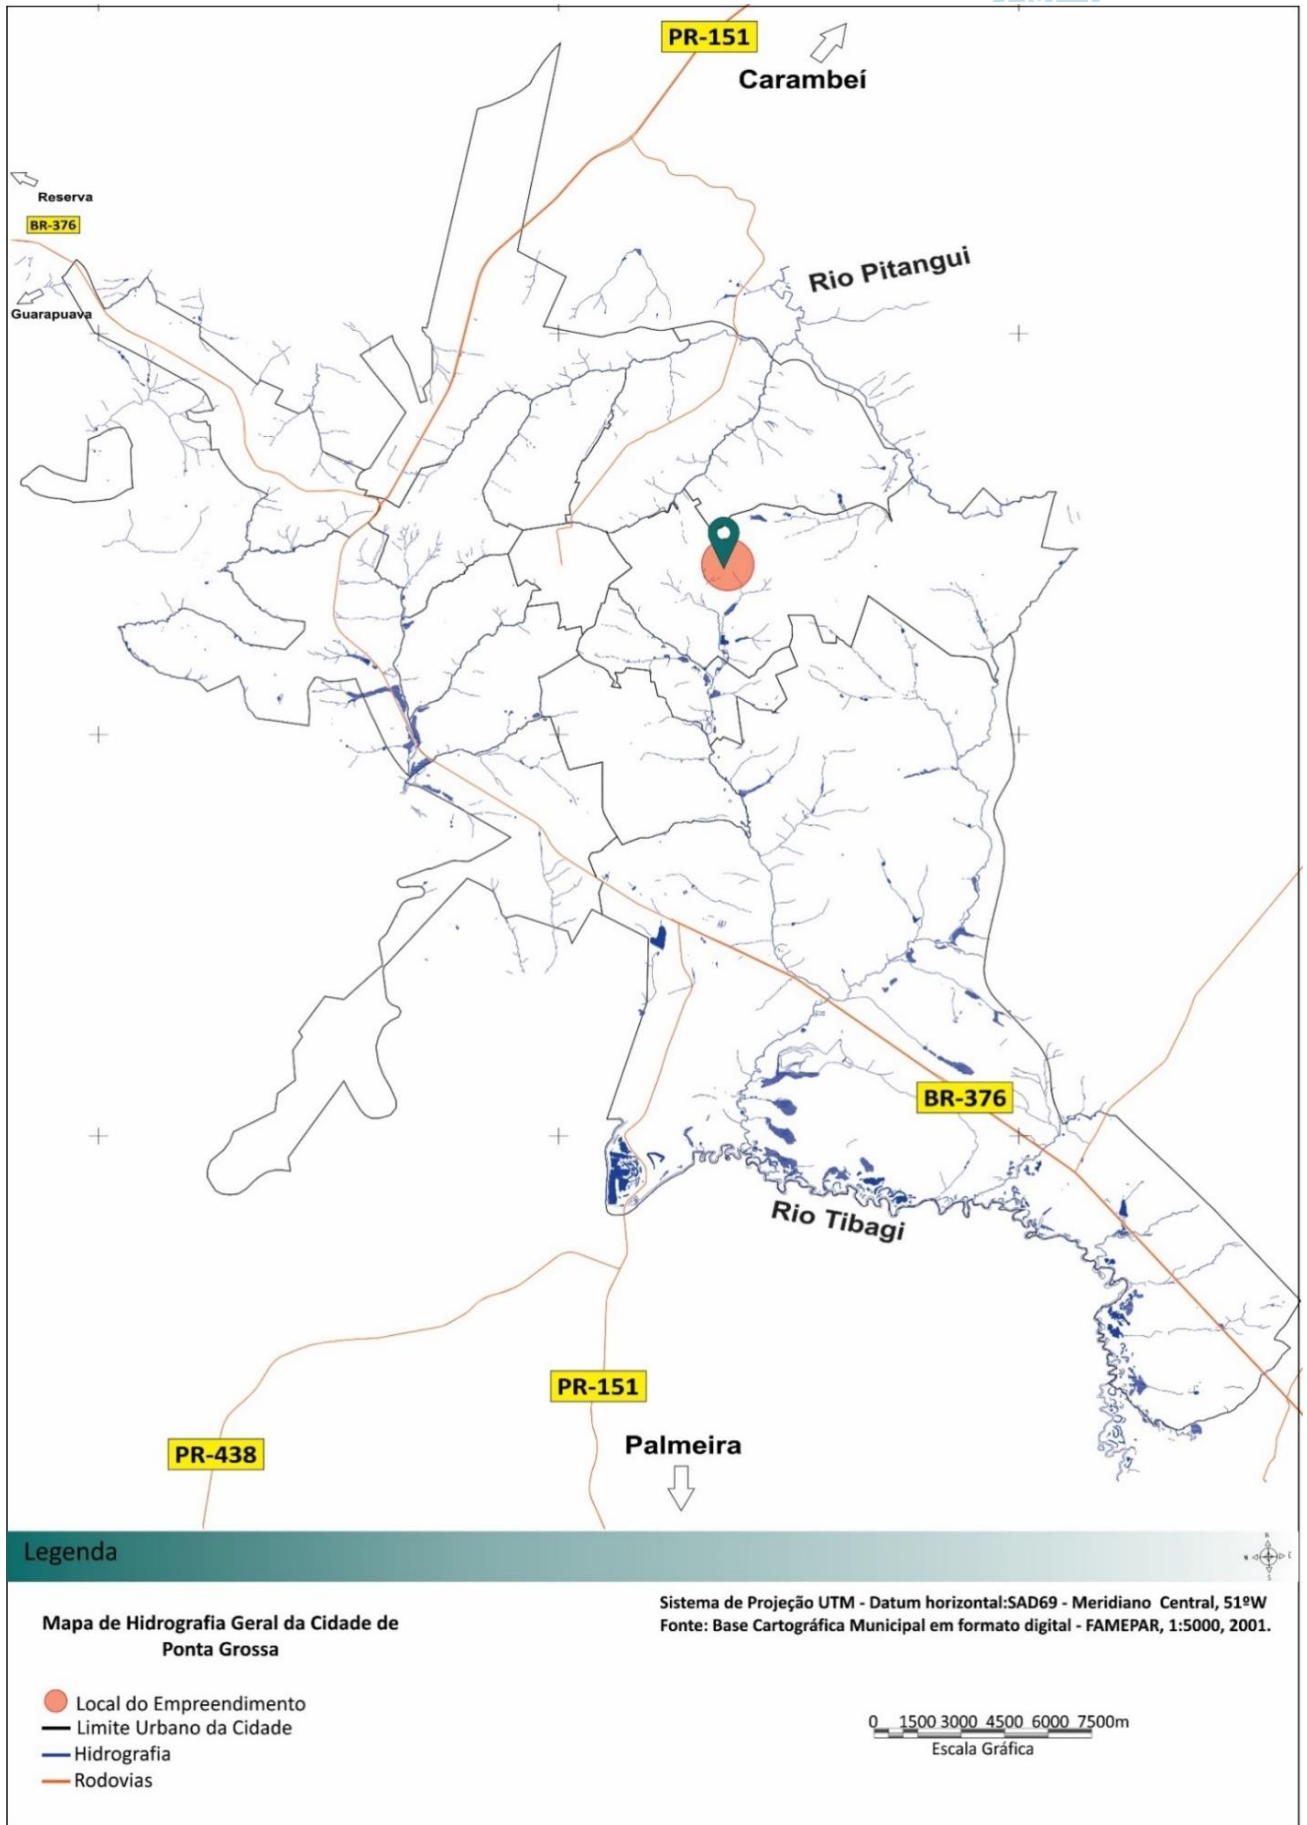 PR-151
Carambeí
Reserva
BR-376
Rio Pitangui
Guarapuava
BR-376
Rio Tibagi
PR-151
Palmeira
PR-438
Legenda
N
S
Mapa de Hidrografia Geral da Cidade de
Ponta Grossa
Sistema de Projeção UTM - Datum horizontal:SAD69 - Meridiano Central, 51ºW
Fonte: Base Cartográfica Municipal em formato digital - FAMEPAR, 1:5000, 2001.
Local do Empreendimento
Limite Urbano da Cidade
Hidrografia
Rodovias
0 1500 3000 4500 6000 7500m
Escala Gráfica